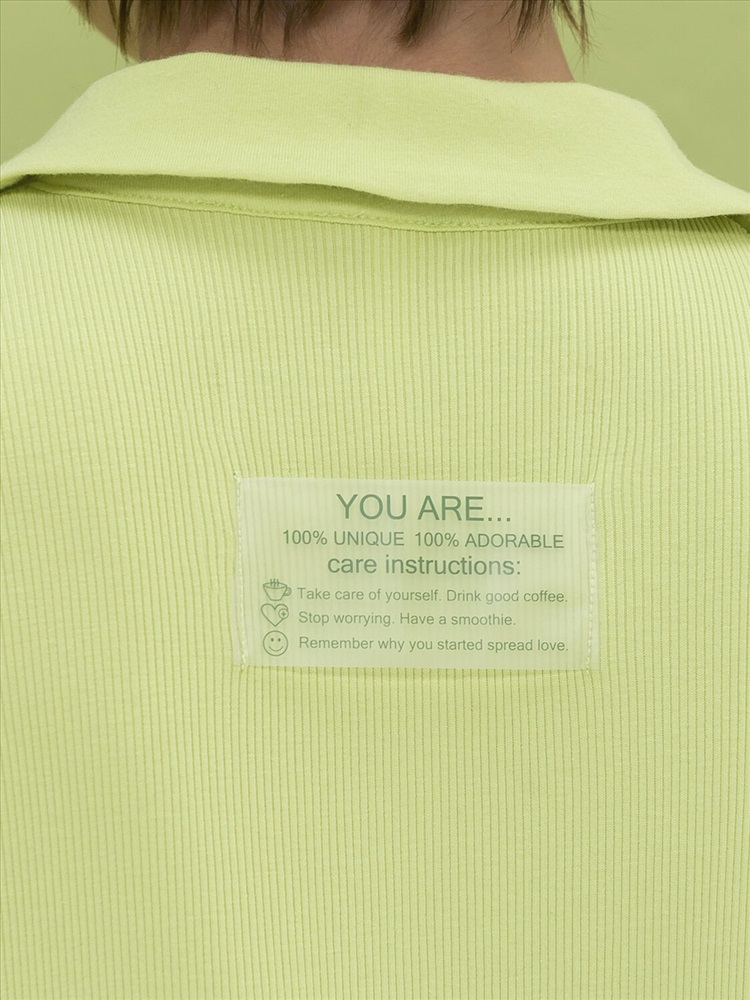 YOU ARE...
100% UNIQUE 100% ADORABLE
care instructions:
Take care of yourself. Drink good coffee.
Stop worrying. Have a smoothie.
Remember why you started spread love.